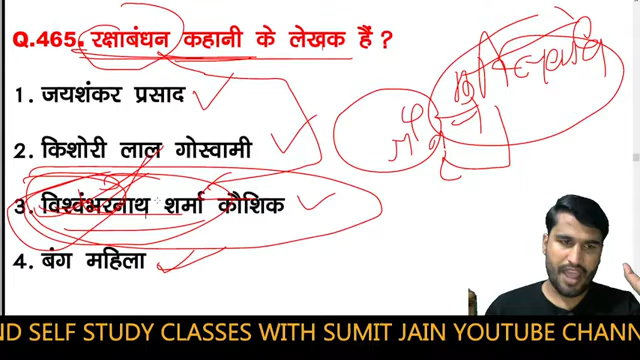 Q.465. रक्षाबंधन कहानी के लेखक हैं ?
1. जयशंकर प्रसाद
2. किशोरी लाल गोस्वामी
3. विश्वंभरनाथ शर्मा कौशिक
4. बंग महिला
ND SELF STUDY CLASSES WITH SUMIT JAIN YOUTUBE CHANN